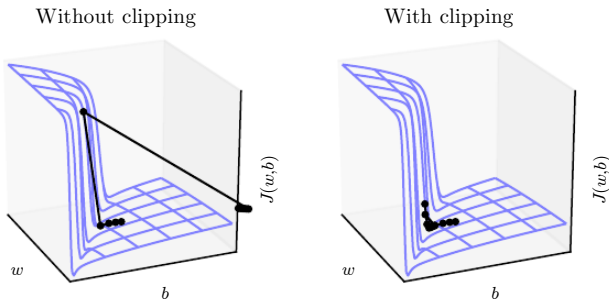 Without clipping
With clipping
J(w,b)
w
b
J(w,b)
w
b